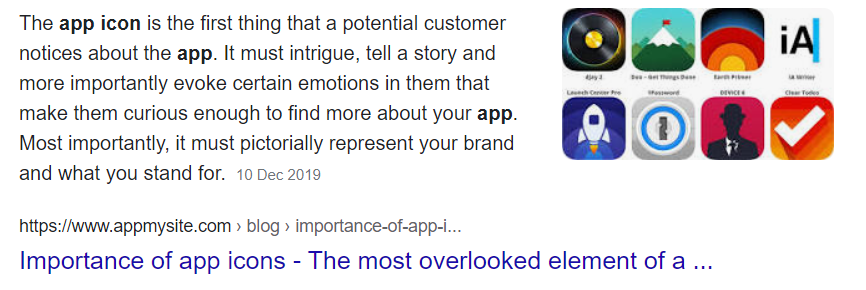 The app icon is the first thing that a potential customer
notices about the app. It must intrigue, tell a story and
more importantly evoke certain emotions in them that
make them curious enough to find more about your app.
Most importantly, it must pictorially represent your brand
and what you stand for. 10 Dec 2019
djay 2
Doo - Get Things Done
Earth Primer
iA
iA Writer
Launch Center Pro
1Password
DEVICE 6
Clear Todos
https://www.appmysite.com › blog › importance-of-app-i...
Importance of app icons - The most overlooked element of a ...